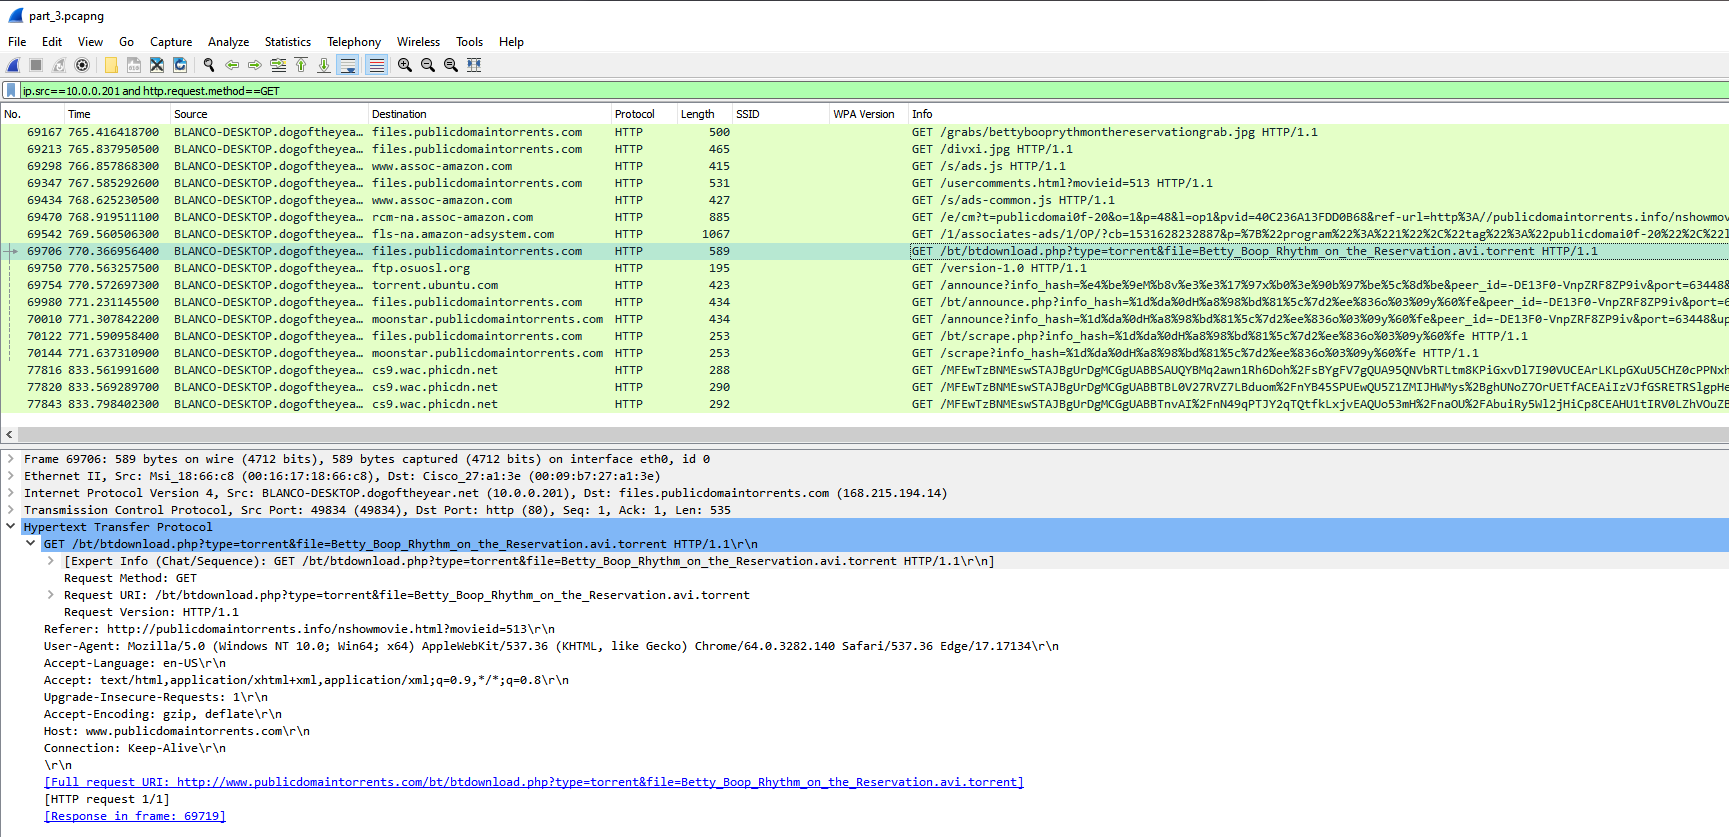 part_3.pcapng
File Edit View Go Capture Analyze Statistics Telephony Wireless Tools Help
ip.src==10.0.0.201 and http.request.method==GET
No. Time Source Destination Protocol Length SSID WPA Version Info
69167 765.416418700 BLANCO-DESKTOP.dogoftheyea… files.publicdomaintorrents.com HTTP 500 GET /grabs/bettybooprythmonthereservationgrab.jpg HTTP/1.1
69213 765.837950500 BLANCO-DESKTOP.dogoftheyea… files.publicdomaintorrents.com HTTP 465 GET /divxi.jpg HTTP/1.1
69298 766.857868300 BLANCO-DESKTOP.dogoftheyea… www.assoc-amazon.com HTTP 415 GET /s/ads.js HTTP/1.1
69347 767.585292600 BLANCO-DESKTOP.dogoftheyea… files.publicdomaintorrents.com HTTP 531 GET /usercomments.html?movieid=513 HTTP/1.1
69434 768.625230500 BLANCO-DESKTOP.dogoftheyea… www.assoc-amazon.com HTTP 427 GET /s/ads-common.js HTTP/1.1
69470 768.919511100 BLANCO-DESKTOP.dogoftheyea… rcm-na.assoc-amazon.com HTTP 885 GET /e/cm?t=publicdomai0f-20&o=1&p=48&l=op1&pvid=40C236A13FDD0B68&ref-url=http%3A//publicdomaintorrents.info/nshowmov
69542 769.560506300 BLANCO-DESKTOP.dogoftheyea… fls-na.amazon-adsystem.com HTTP 1067 GET /1/associates-ads/1/OP/?cb=1531628232887&p=%7B%22program%22%3A%221%22%2C%22tag%22%3A%22publicdomai0f-20%22%2C%22l
69706 770.366956400 BLANCO-DESKTOP.dogoftheyea… files.publicdomaintorrents.com HTTP 589 GET /bt/btdownload.php?type=torrent&file=Betty_Boop_Rhythm_on_the_Reservation.avi.torrent HTTP/1.1
69750 770.563257500 BLANCO-DESKTOP.dogoftheyea… ftp.osuosl.org HTTP 195 GET /version-1.0 HTTP/1.1
69754 770.572697300 BLANCO-DESKTOP.dogoftheyea… torrent.ubuntu.com HTTP 423 GET /announce?info_hash=%e4%be%9eM%b8v%e3%e3%17%97x%b0%3e%90b%97%be%5c%8d%be&peer_id=-DE13F0-VnpZRF8ZP9iv&port=63448&
69980 771.231145500 BLANCO-DESKTOP.dogoftheyea… files.publicdomaintorrents.com HTTP 434 GET /bt/announce.php?info_hash=%1d%da%0dH%a8%98%bd%81%5c%7d2%ee%836o%03%09y%60%fe&peer_id=-DE13F0-VnpZRF8ZP9iv&port=6
70010 771.307842200 BLANCO-DESKTOP.dogoftheyea… moonstar.publicdomaintorrents.com HTTP 434 GET /announce?info_hash=%1d%da%0dH%a8%98%bd%81%5c%7d2%ee%836o%03%09y%60%fe&peer_id=-DE13F0-VnpZRF8ZP9iv&port=63448&up
70122 771.590958400 BLANCO-DESKTOP.dogoftheyea… files.publicdomaintorrents.com HTTP 253 GET /bt/scrape.php?info_hash=%1d%da%0dH%a8%98%bd%81%5c%7d2%ee%836o%03%09y%60%fe HTTP/1.1
70144 771.637310900 BLANCO-DESKTOP.dogoftheyea… moonstar.publicdomaintorrents.com HTTP 253 GET /scrape?info_hash=%1d%da%0dH%a8%98%bd%81%5c%7d2%ee%836o%03%09y%60%fe HTTP/1.1
77816 833.561991600 BLANCO-DESKTOP.dogoftheyea… cs9.wac.phicdn.net HTTP 288 GET /MFEwTzBNMEswSTAJBgUrDgMCGgUABBSAUQYBMq2awn1Rh6Doh%2FsBYgFV7gQUA95QNVbRTLtm8KPiGxvDl7I90VUCEArLKLpGXuU5CHZ0cPPNxh
77820 833.569289700 BLANCO-DESKTOP.dogoftheyea… cs9.wac.phicdn.net HTTP 290 GET /MFEwTzBNMEswSTAJBgUrDgMCGgUABBTBL0V27RVZ7LBduom%2FnYB45SPUEwQU5Z1ZMIJHWMys%2BghUNoZ7OrUETfACEAiIzVJfGSRETRSlgpHe
77843 833.798402300 BLANCO-DESKTOP.dogoftheyea… cs9.wac.phicdn.net HTTP 292 GET /MFEwTzBNMEswSTAJBgUrDgMCGgUABBTnvAI%2FnN49qPTJY2qTQtfkLxjvEAQUo53mH%2FnaOU%2FAbuiRy5Wl2jHiCp8CEAHU1tIRV0LZhVOuZB
Frame 69706: 589 bytes on wire (4712 bits), 589 bytes captured (4712 bits) on interface eth0, id 0
Ethernet II, Src: Msi_18:66:c8 (00:16:17:18:66:c8), Dst: Cisco_27:a1:3e (00:09:b7:27:a1:3e)
Internet Protocol Version 4, Src: BLANCO-DESKTOP.dogoftheyear.net (10.0.0.201), Dst: files.publicdomaintorrents.com (168.215.194.14)
Transmission Control Protocol, Src Port: 49834 (49834), Dst Port: http (80), Seq: 1, Ack: 1, Len: 535
Hypertext Transfer Protocol
GET /bt/btdownload.php?type=torrent&file=Betty_Boop_Rhythm_on_the_Reservation.avi.torrent HTTP/1.1\r\n
[Expert Info (Chat/Sequence): GET /bt/btdownload.php?type=torrent&file=Betty_Boop_Rhythm_on_the_Reservation.avi.torrent HTTP/1.1\r\n]
Request Method: GET
Request URI: /bt/btdownload.php?type=torrent&file=Betty_Boop_Rhythm_on_the_Reservation.avi.torrent
Request Version: HTTP/1.1
Referer: http://publicdomaintorrents.info/nshowmovie.html?movieid=513\r\n
User-Agent: Mozilla/5.0 (Windows NT 10.0; Win64; x64) AppleWebKit/537.36 (KHTML, like Gecko) Chrome/64.0.3282.140 Safari/537.36 Edge/17.17134\r\n
Accept-Language: en-US\r\n
Accept: text/html,application/xhtml+xml,application/xml;q=0.9,*/*;q=0.8\r\n
Upgrade-Insecure-Requests: 1\r\n
Accept-Encoding: gzip, deflate\r\n
Host: www.publicdomaintorrents.com\r\n
Connection: Keep-Alive\r\n
\r\n
[Full request URI: http://www.publicdomaintorrents.com/bt/btdownload.php?type=torrent&file=Betty_Boop_Rhythm_on_the_Reservation.avi.torrent]
[HTTP request 1/1]
[Response in frame: 69719]